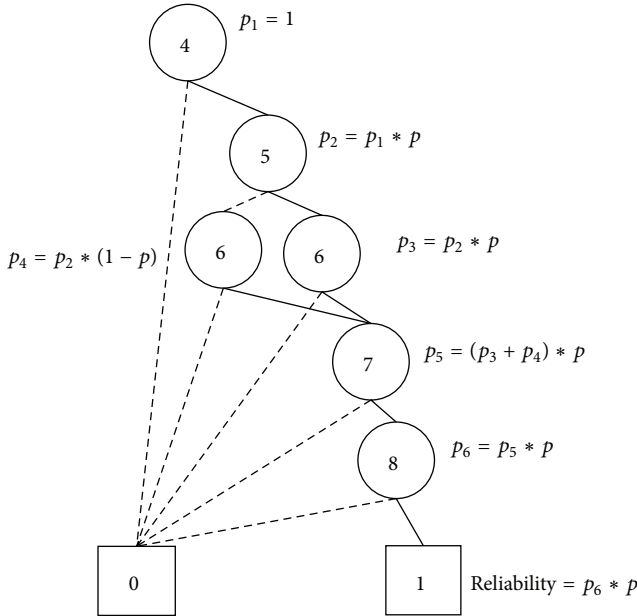 4
p₁ = 1
5
p₂ = p₁ ∗ p
p₄ = p₂ ∗ (1 − p)
6
6
p₃ = p₂ ∗ p
7
p₅ = (p₃ + p₄) ∗ p
8
p₆ = p₅ ∗ p
0
1
Reliability = p₆ ∗ p